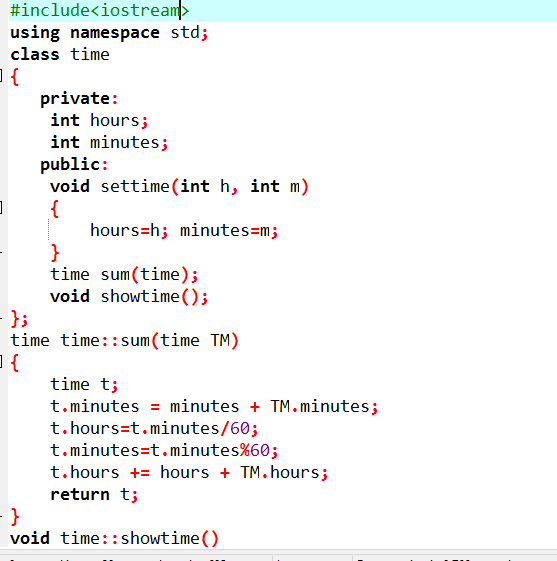 #include<iostream>
using namespace std;
class time
{
private:
int hours;
int minutes;
public:
void settime(int h, int m)
{
hours=h; minutes=m;
}
time sum(time);
void showtime();
};
time time::sum(time TM)
{
time t;
t.minutes = minutes + TM.minutes;
t.hours=t.minutes/60;
t.minutes=t.minutes%60;
t.hours += hours + TM.hours;
return t;
}
void time::showtime()